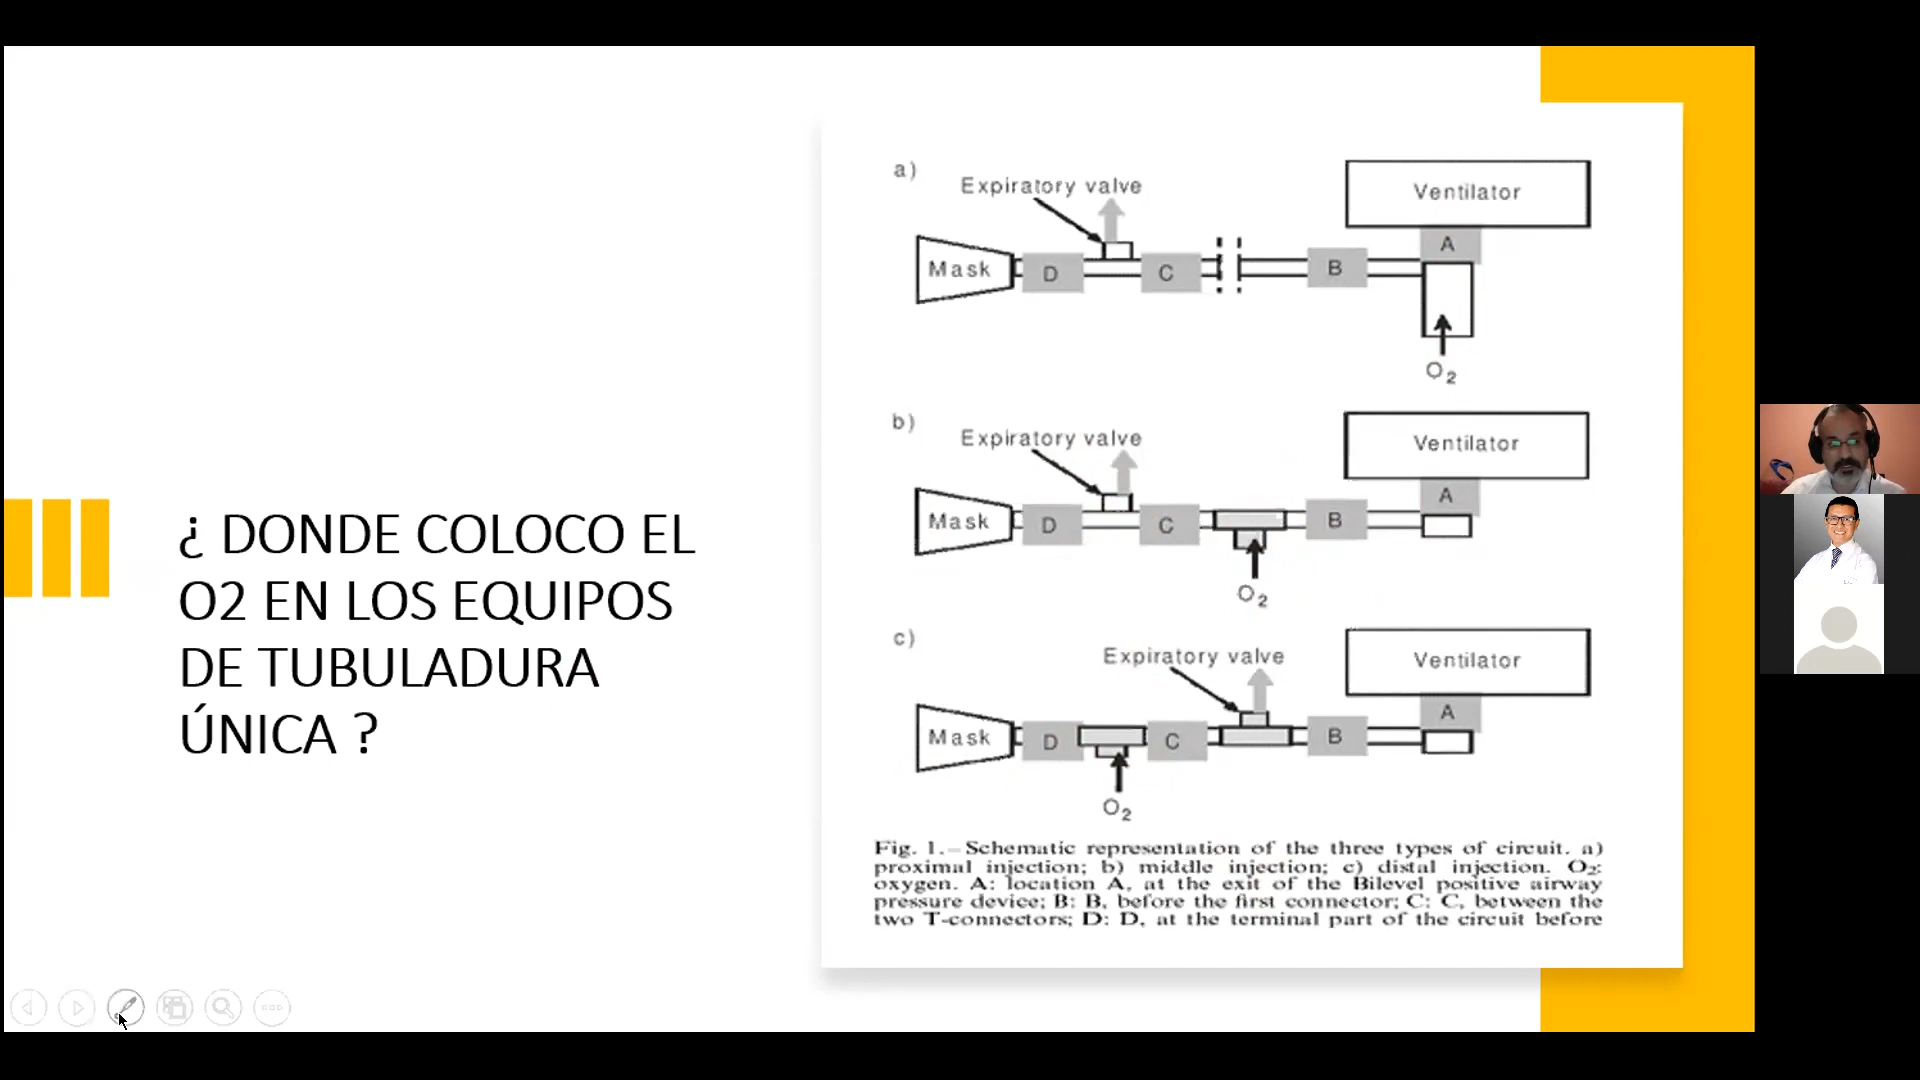 ¿ DONDE COLOCO EL
O2 EN LOS EQUIPOS
DE TUBULADURA
ÚNICA ?
a)
Expiratory valve
Ventilator
Mask
D
C
B
A
O2
b)
Expiratory valve
Ventilator
Mask
D
C
B
A
O2
c)
Expiratory valve
Ventilator
Mask
D
C
B
A
O2
Fig. 1.–Schematic representation of the three types of circuit. a)
proximal injection; b) middle injection; c) distal injection. O2:
oxygen. A: location A, at the exit of the Bilevel positive airway
pressure device; B: B, before the first connector; C: C, between the
two T-connectors; D: D, at the terminal part of the circuit before